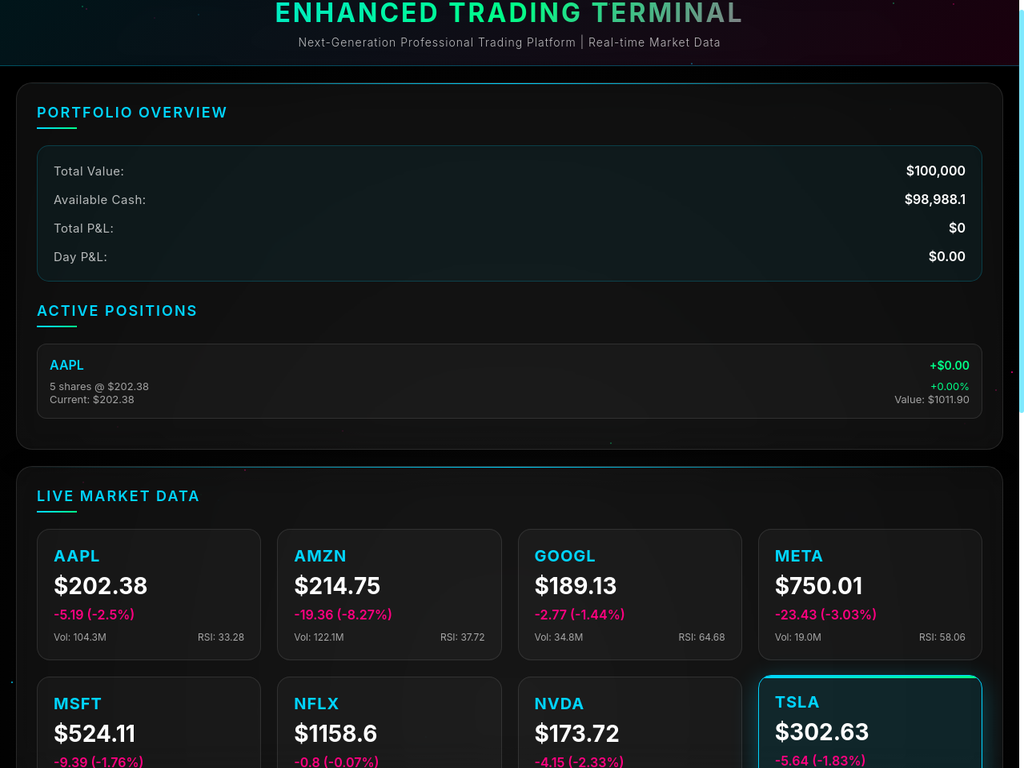 ENHANCED TRADING TERMINAL
Next-Generation Professional Trading Platform | Real-time Market Data
PORTFOLIO OVERVIEW
Total Value: $100,000
Available Cash: $98,988.1
Total P&L: $0
Day P&L: $0.00
ACTIVE POSITIONS
AAPL +$0.00
5 shares @ $202.38 +0.00%
Current: $202.38 Value: $1011.90
LIVE MARKET DATA
AAPL AMZN GOOGL META
$202.38 $214.75 $189.13 $750.01
-5.19 (-2.5%) -19.36 (-8.27%) -2.77 (-1.44%) -23.43 (-3.03%)
Vol: 104.3M RSI: 33.28 Vol: 122.1M RSI: 37.72 Vol: 34.8M RSI: 64.68 Vol: 19.0M RSI: 58.06
MSFT NFLX NVDA TSLA
$524.11 $1158.6 $173.72 $302.63
-9.39 (-1.76%) -0.8 (-0.07%) -4.15 (-2.33%) -5.64 (-1.83%)